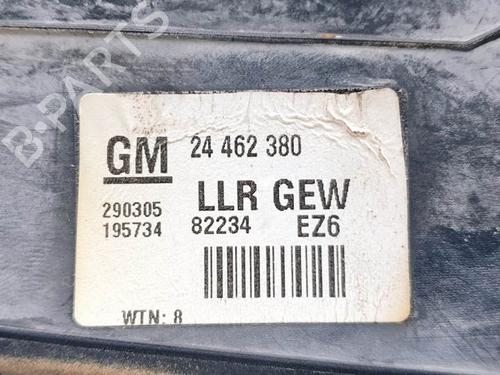 B-PARTS
GM 24 462 380
LLR GEW
290305
195734 82234 EZ6
WTN: 8